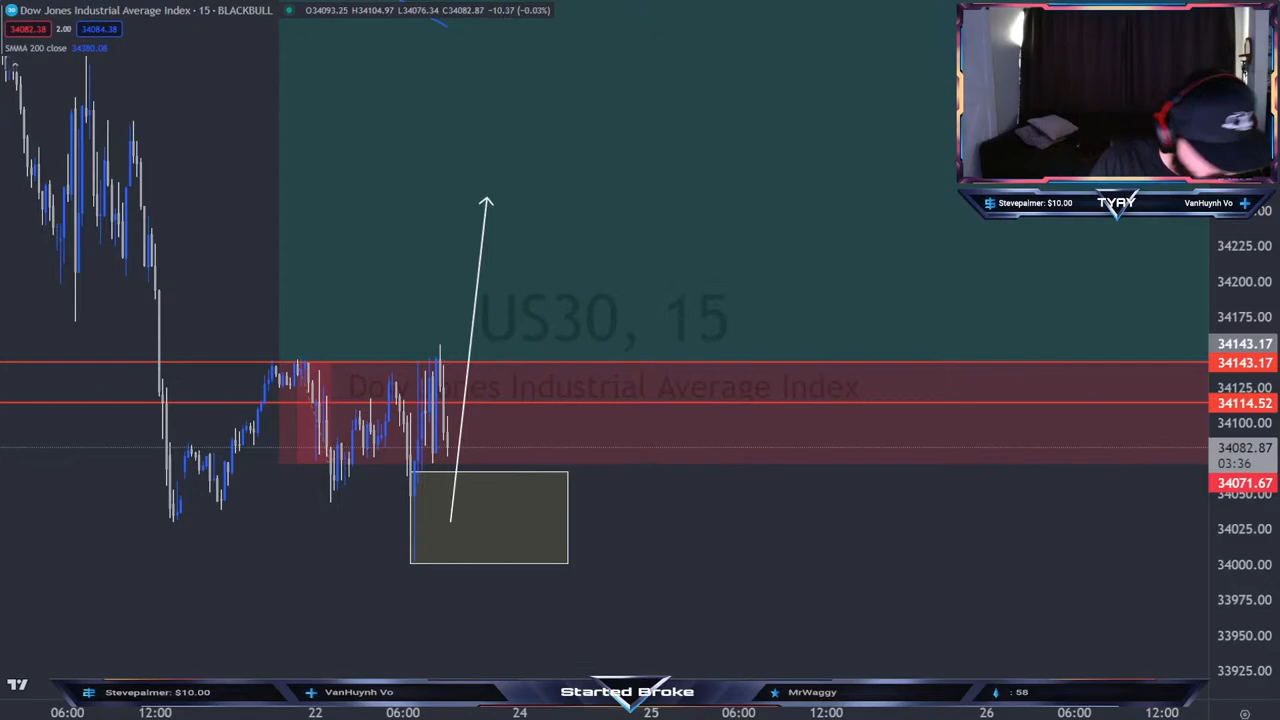 30 Dow Jones Industrial Average Index · 15 · BLACKBULL O34093.25 H34104.97 L34076.34 C34082.87 −10.37 (−0.03%)
34082.38 2.00 34084.38
SMMA 200 close 34380.08
Stevepalmer: $10.00 TYAY VanHuynh Vo
34225.00
34200.00
34175.00
US30, 15
34143.17
34143.17
Dow Jones Industrial Average Index
34125.00
34114.52
34100.00
34082.87
03:36
34071.67
34050.00
34025.00
34000.00
33975.00
33950.00
33925.00
Stevepalmer: $10.00 VanHuynh Vo Started Broke MrWaggy : 58
06:00 12:00 22 06:00 24 25 06:00 12:00 26 06:00 12:00